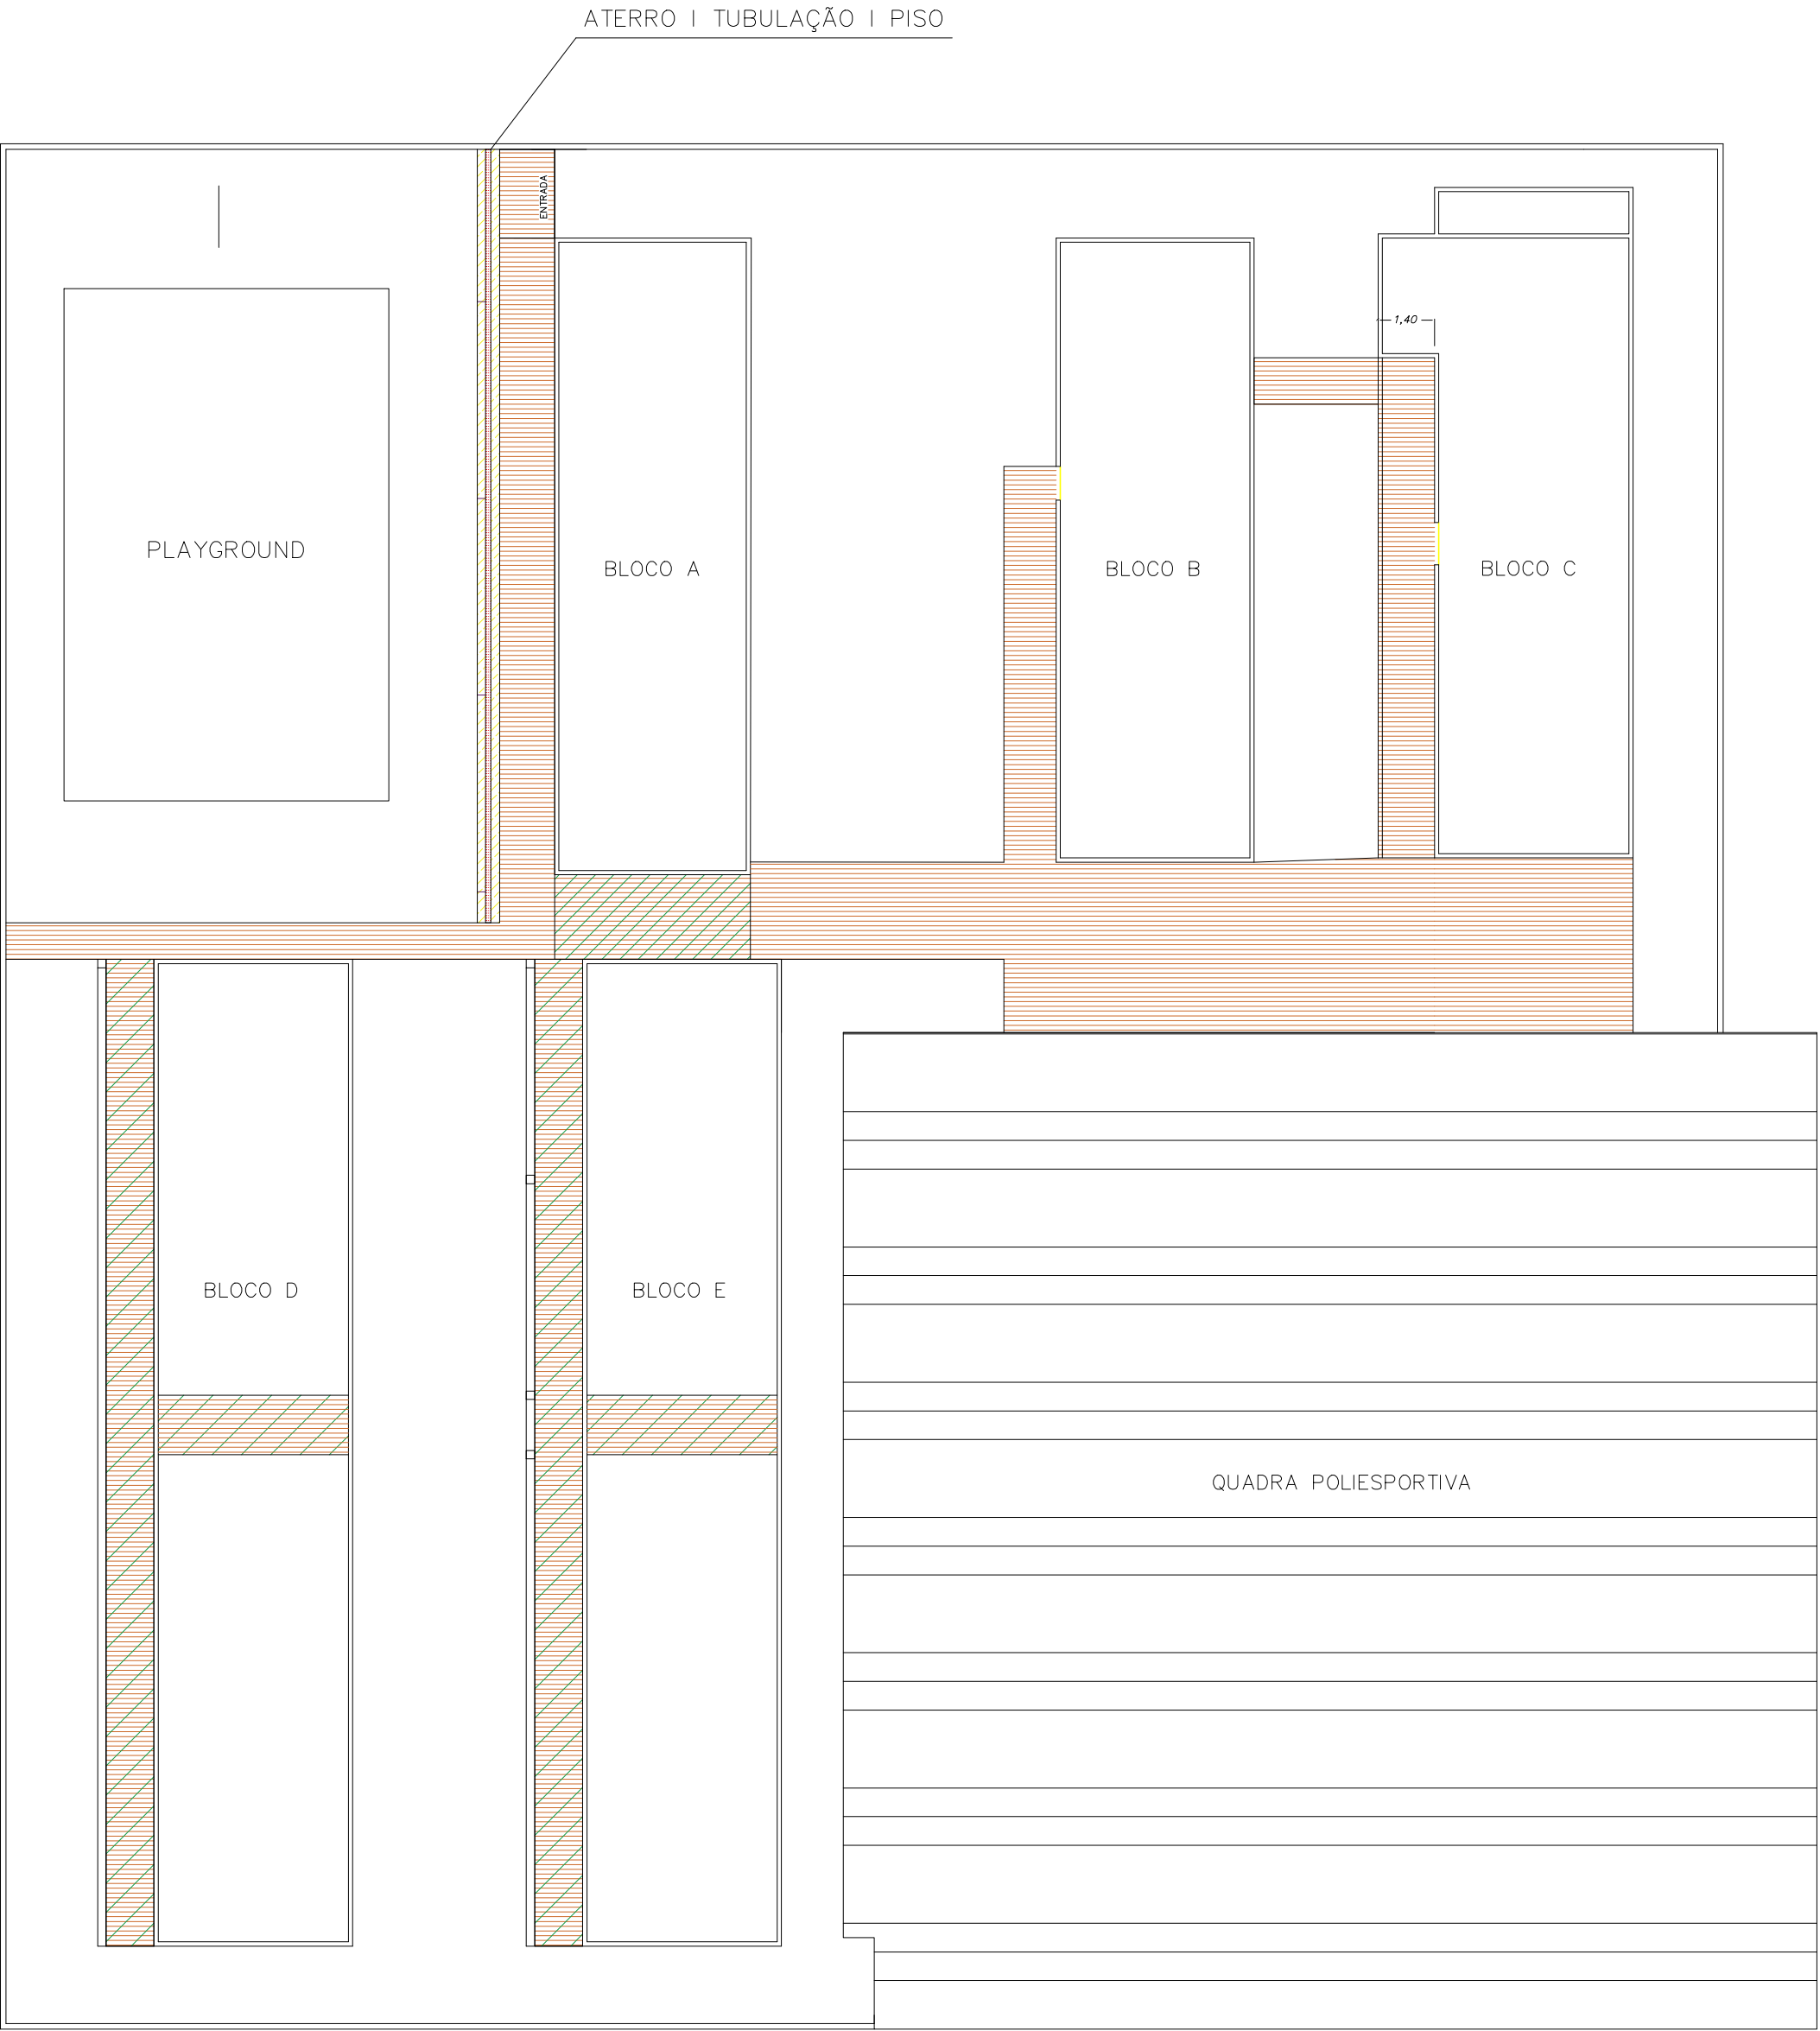 ATERRO | TUBULAÇÃO | PISO
ENTRADA
1,40
PLAYGROUND
BLOCO A
BLOCO B
BLOCO C
BLOCO D
BLOCO E
QUADRA POLIESPORTIVA